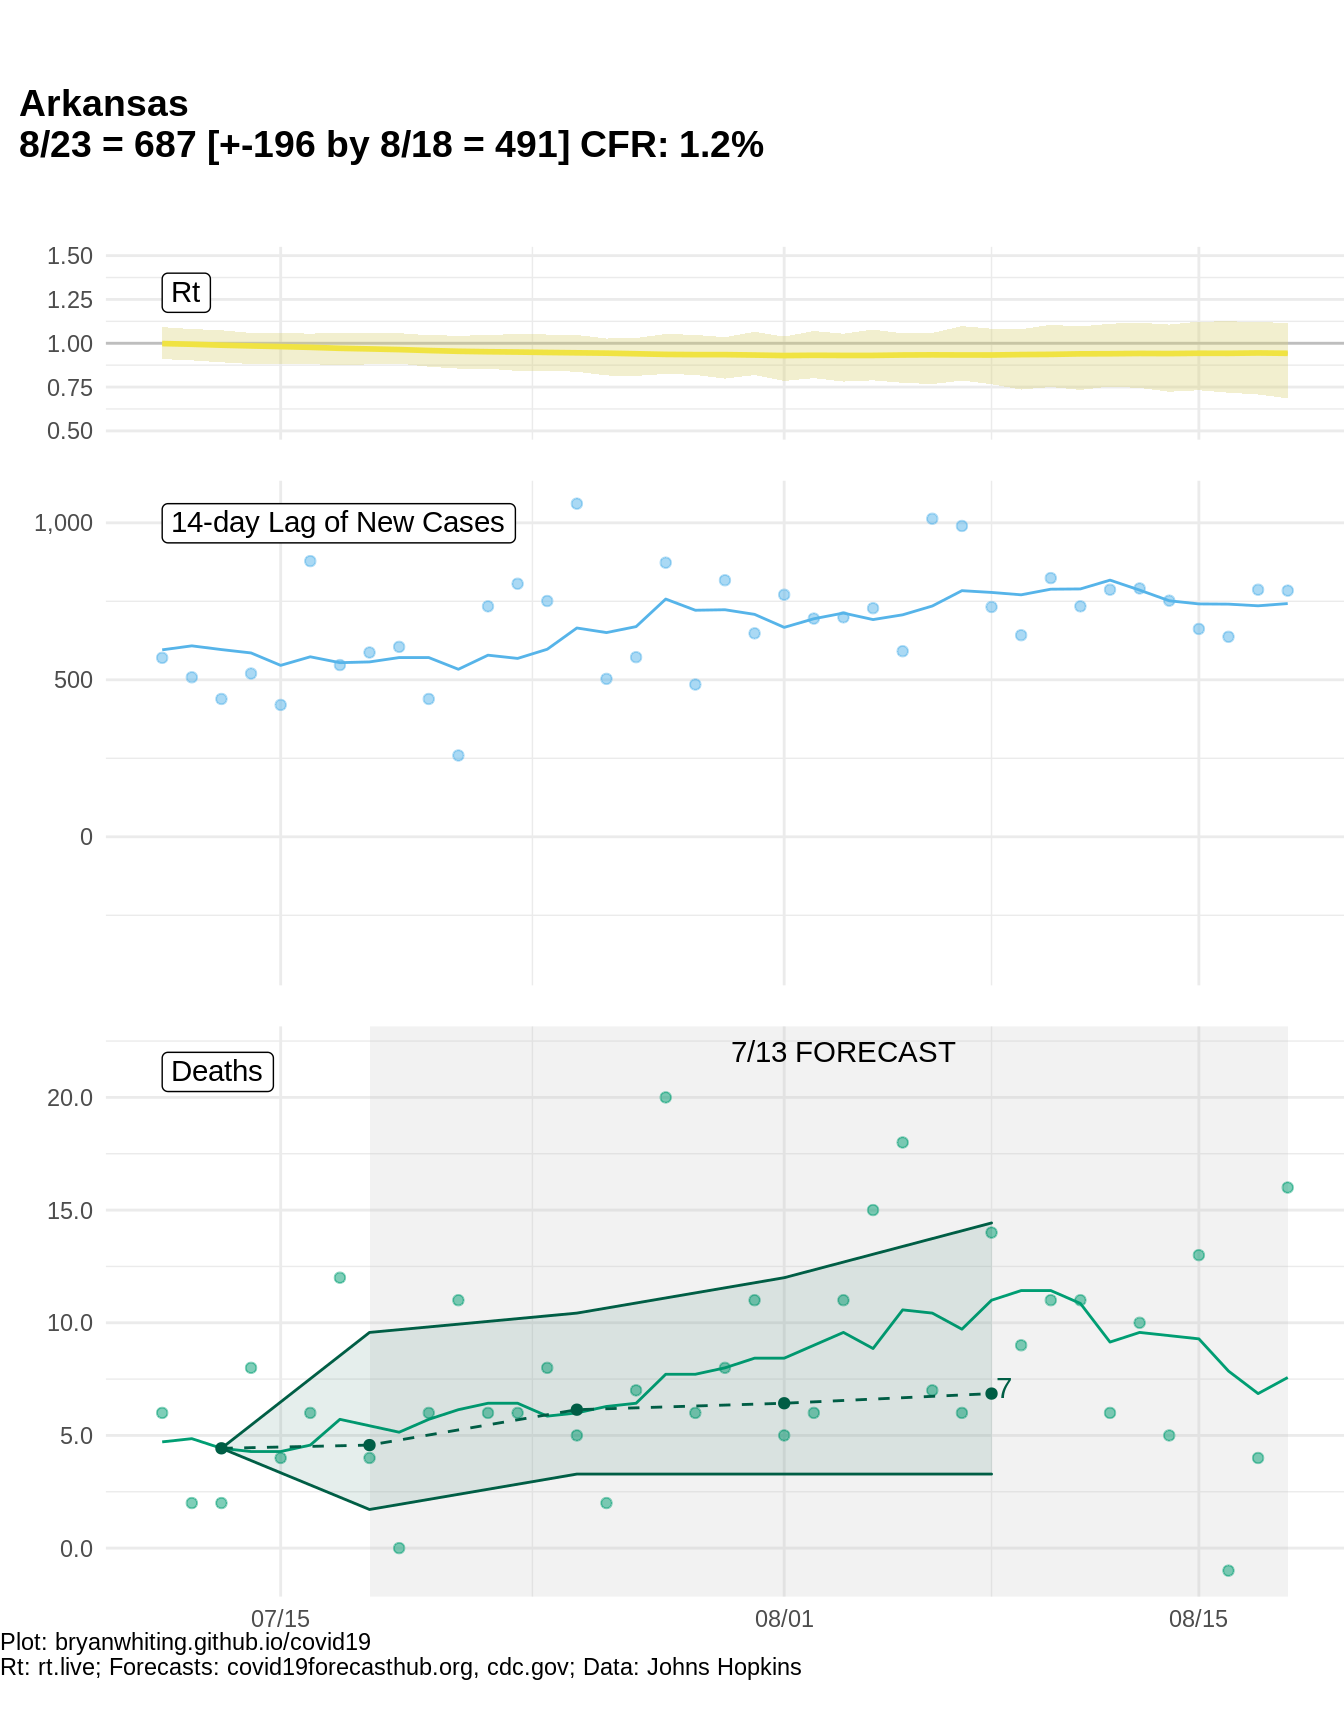 Arkansas
8/23 = 687 [+-196 by 8/18 = 491] CFR: 1.2%
1.50
1.25
1.00
0.75
0.50
Rt
1,000
500
0
14-day Lag of New Cases
20.0
15.0
10.0
5.0
0.0
Deaths
7/13 FORECAST
7
07/15
08/01
08/15
Plot: bryanwhiting.github.io/covid19
Rt: rt.live; Forecasts: covid19forecasthub.org, cdc.gov; Data: Johns Hopkins